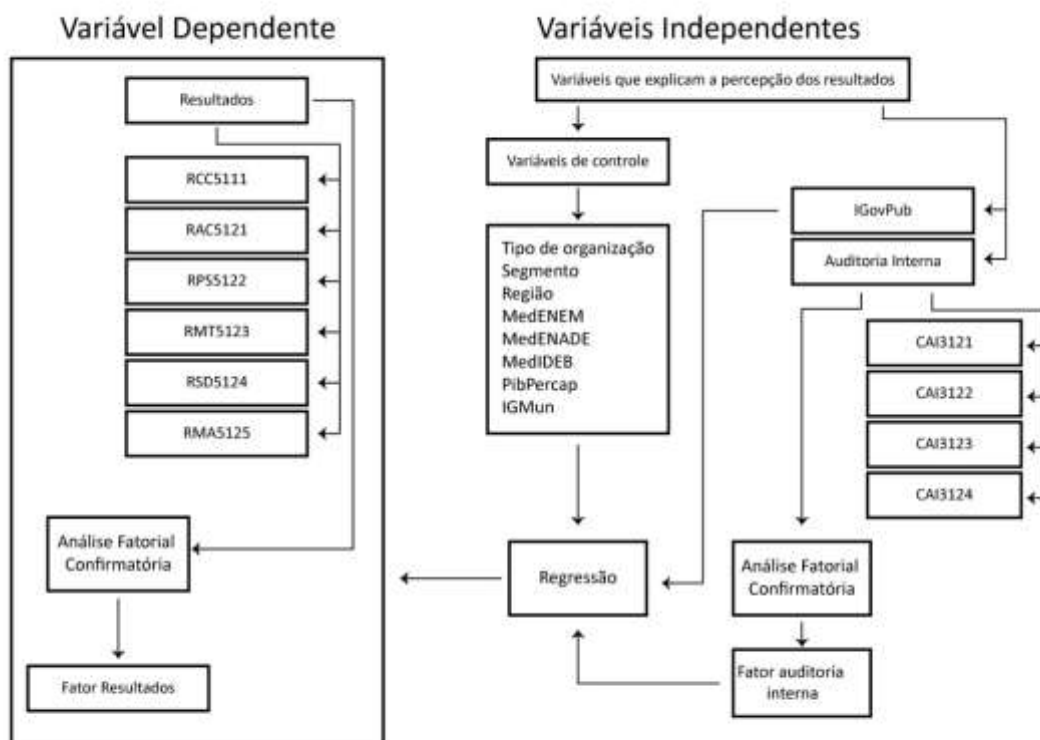 Variável Dependente
Resultados
RCC5111
RAC5121
RPS5122
RMT5123
RSD5124
RMA5125
Análise Fatorial
Confirmatória
Fator Resultados
Variáveis Independentes
Variáveis que explicam a percepção dos resultados
Variáveis de controle
Tipo de organização
Segmento
Região
MedENEM
MedENADE
MedIDEB
PibPercap
IGMun
Regressão
IGovPub
Auditoria Interna
CAI3121
CAI3122
CAI3123
CAI3124
Análise Fatorial
Confirmatória
Fator auditoria
interna